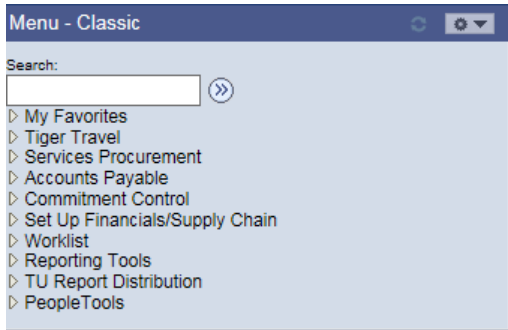 Menu - Classic
Search:
My Favorites
Tiger Travel
Services Procurement
Accounts Payable
Commitment Control
Set Up Financials/Supply Chain
Worklist
Reporting Tools
TU Report Distribution
PeopleTools